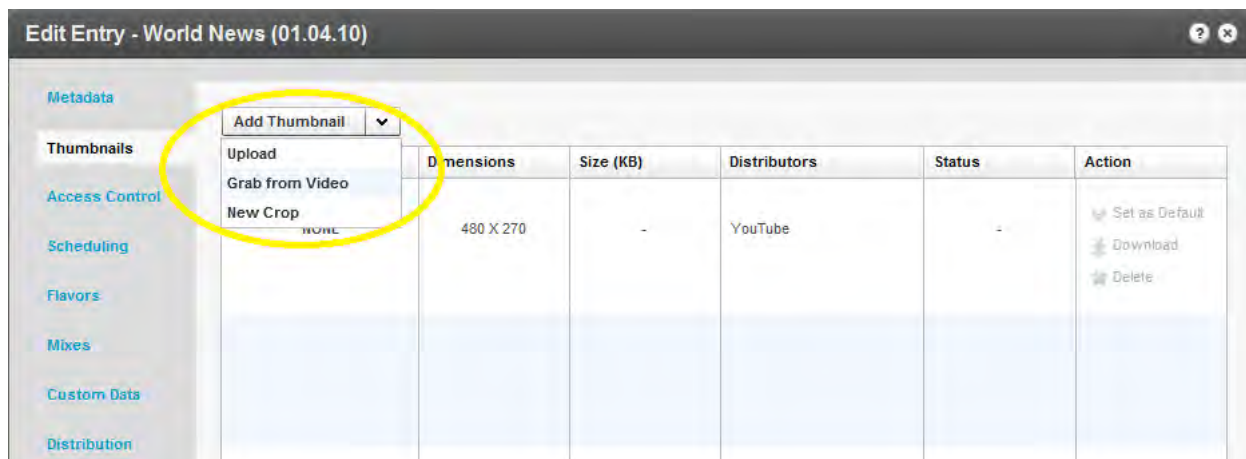 Edit Entry - World News (01.04.10)
Metadata
Thumbnails
Access Control
Scheduling
Flavors
Mixes
Custom Data
Distribution
Add Thumbnail
Upload
Grab from Video
New Crop
Dimensions Size (KB) Distributors Status Action
NONE 480 X 270 - YouTube -
Set as Default
Download
Delete